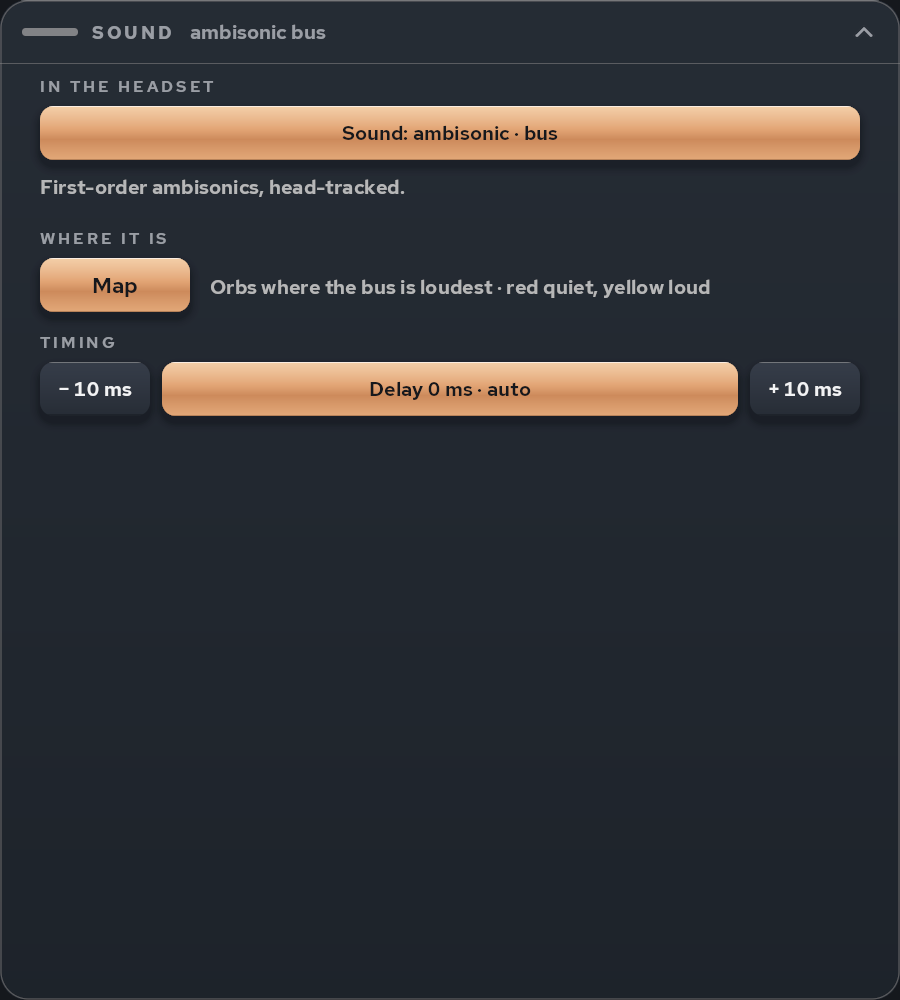 SOUND ambisonic bus
IN THE HEADSET
Sound: ambisonic · bus
First-order ambisonics, head-tracked.
WHERE IT IS
Map Orbs where the bus is loudest · red quiet, yellow loud
TIMING
− 10 ms Delay 0 ms · auto + 10 ms